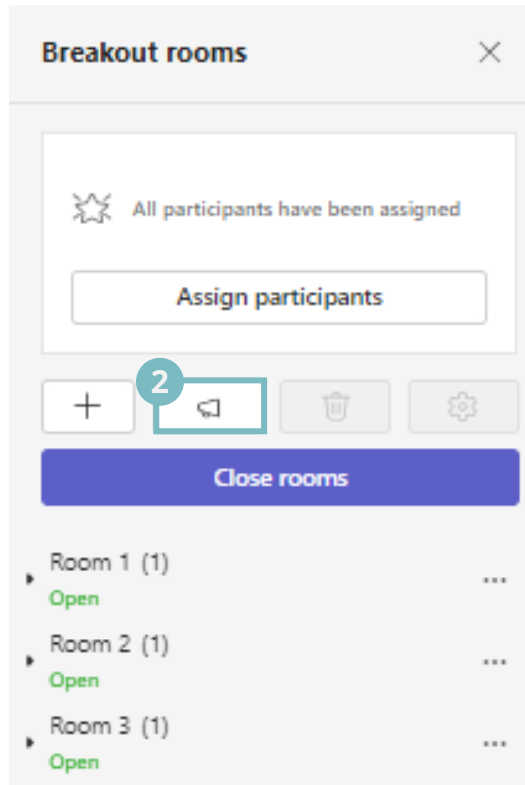 Breakout rooms
All participants have been assigned
Assign participants
2
Close rooms
Room 1 (1)
Open
Room 2 (1)
Open
Room 3 (1)
Open